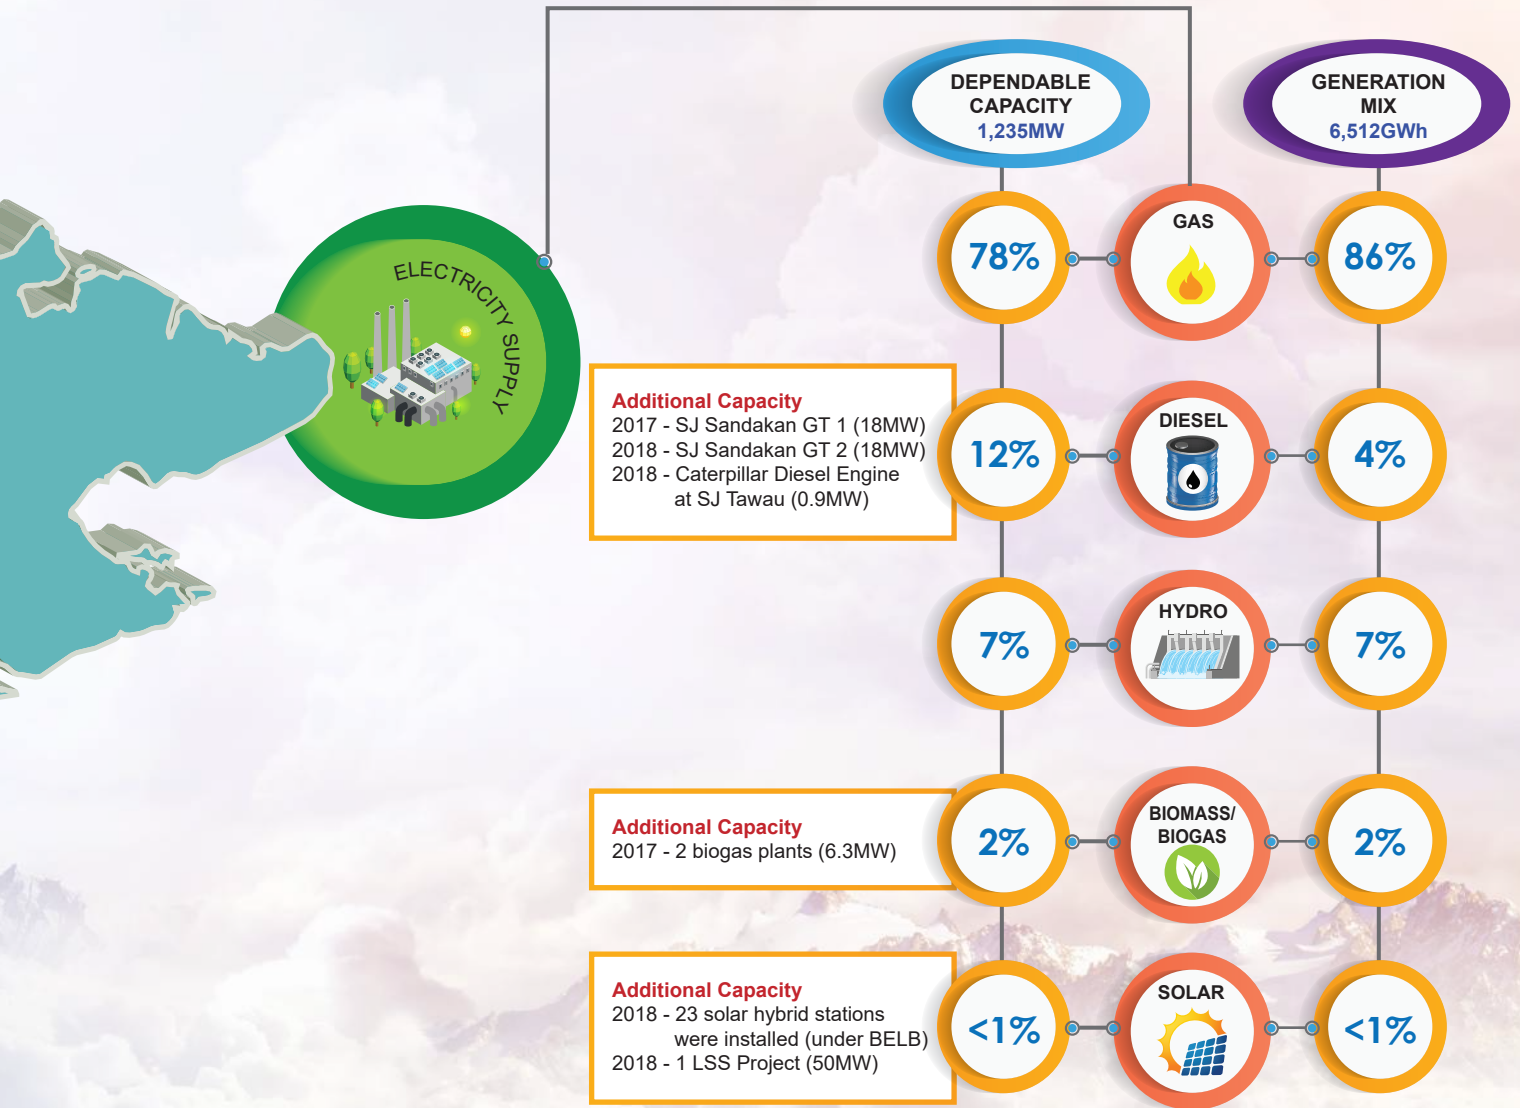 DEPENDABLE
CAPACITY
1,235MW
GENERATION
MIX
6,512GWh
ELECTRICITY SUPPLY
78%
GAS
86%
Additional Capacity
2017 - SJ Sandakan GT 1 (18MW)
2018 - SJ Sandakan GT 2 (18MW)
2018 - Caterpillar Diesel Engine
at SJ Tawau (0.9MW)
12%
DIESEL
4%
7%
HYDRO
7%
Additional Capacity
2017 - 2 biogas plants (6.3MW)
2%
BIOMASS/
BIOGAS
2%
Additional Capacity
2018 - 23 solar hybrid stations
were installed (under BELB)
2018 - 1 LSS Project (50MW)
<1%
SOLAR
<1%